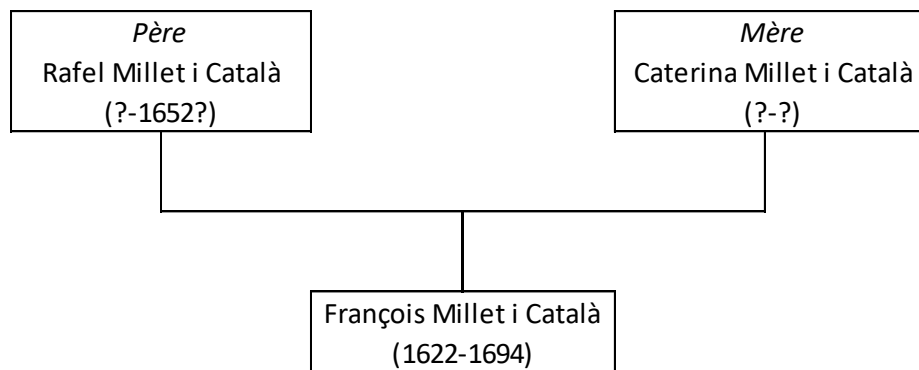 Père
Rafel Millet i Català
(?-1652?)
Mère
Caterina Millet i Català
(?-?)
François Millet i Català
(1622-1694)